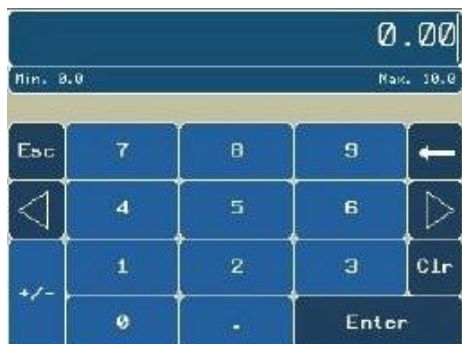 0.00
Min. 0.0 Max. 10.0
Esc 7 8 9
4 5 6
1 2 3 Clr
+/-
0 . Enter